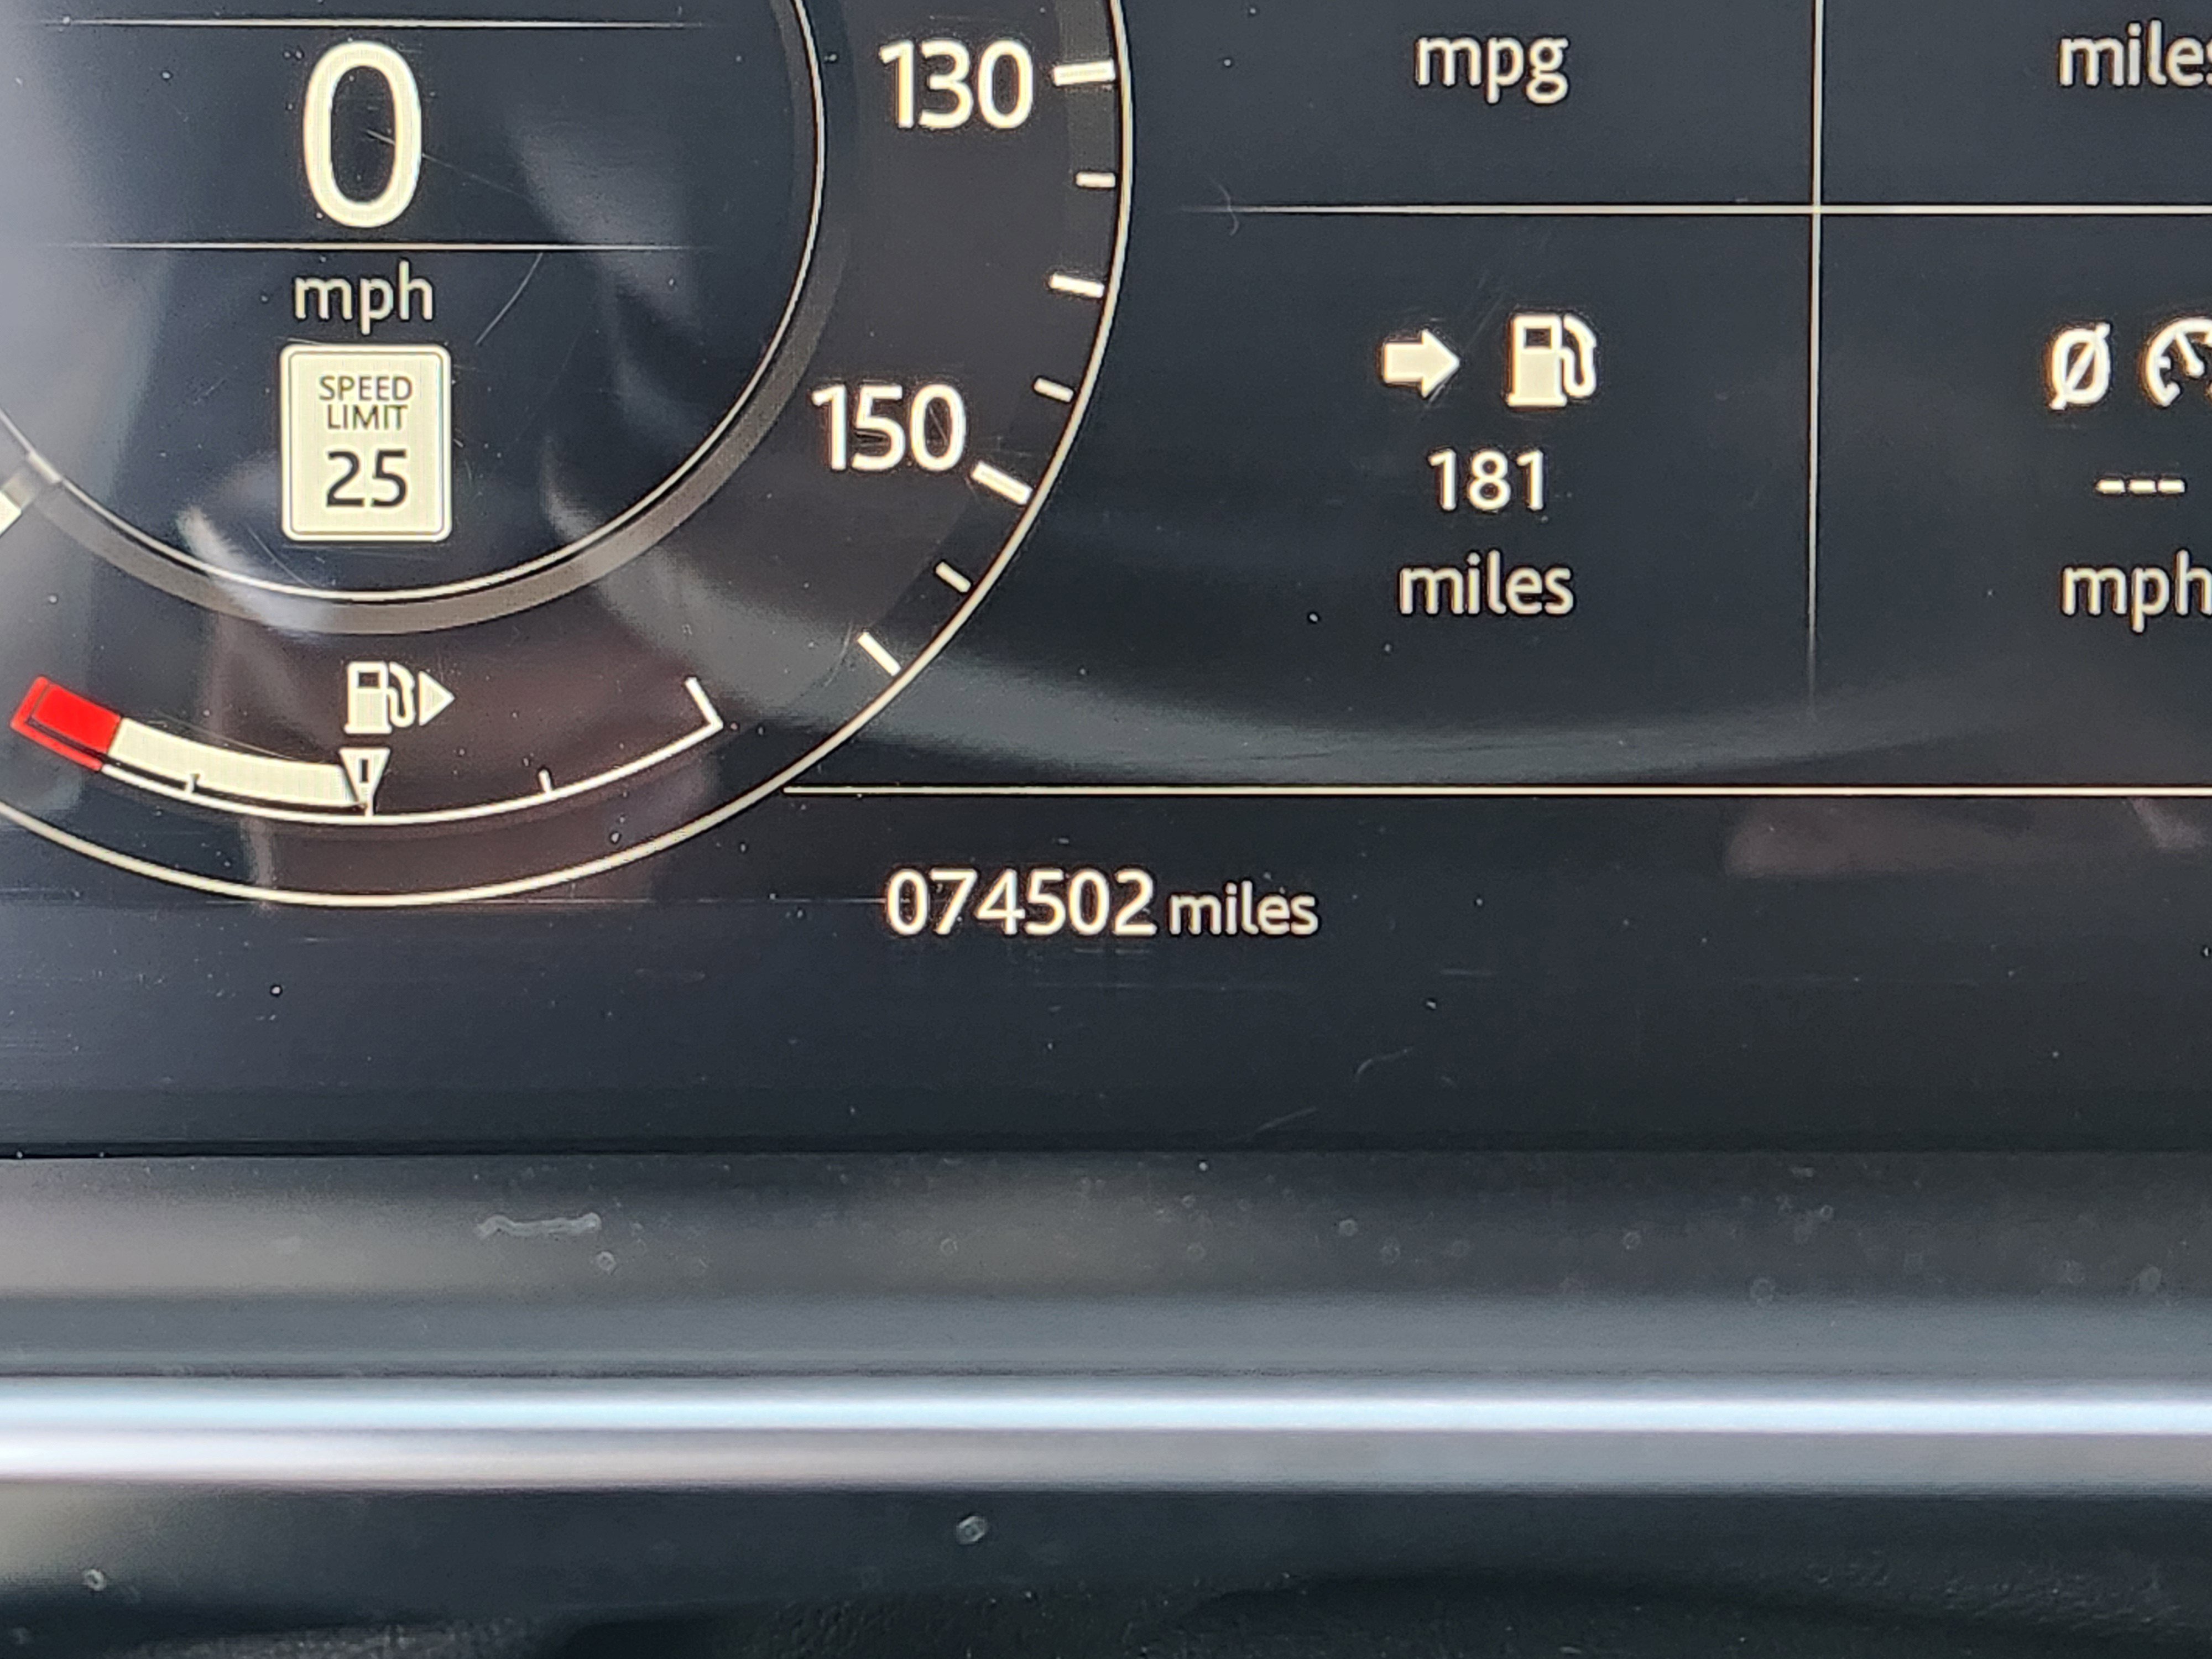 0
mph
SPEED
LIMIT
25
130
150
mpg
miles
181
miles
---
mph
074502 miles